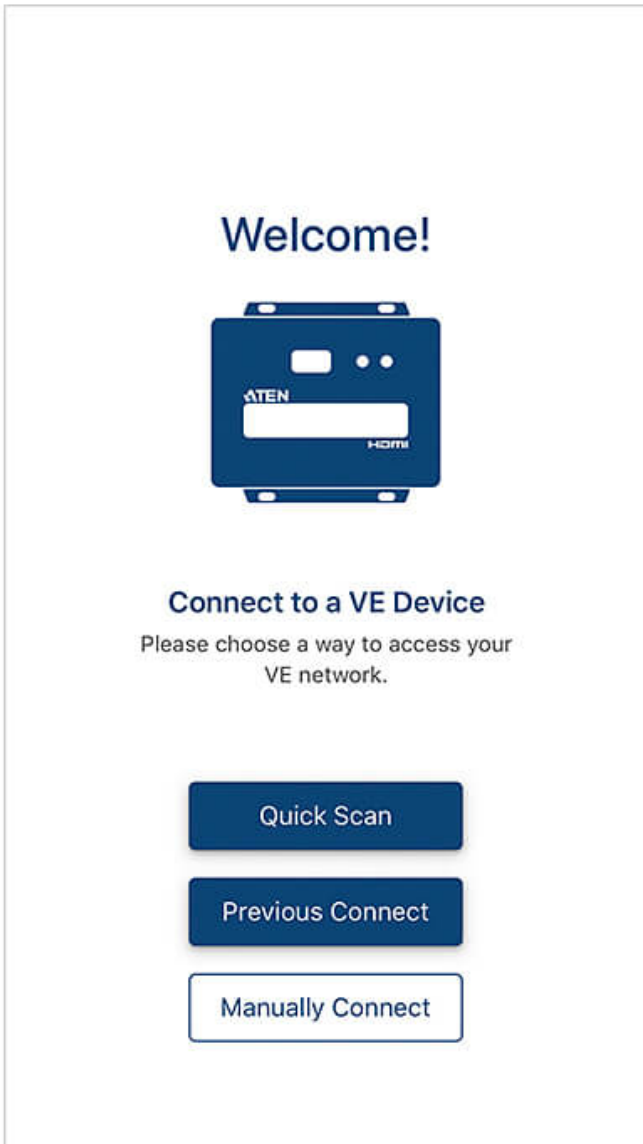 Welcome!
ATEN
HDMI
Connect to a VE Device
Please choose a way to access your
VE network.
Quick Scan
Previous Connect
Manually Connect